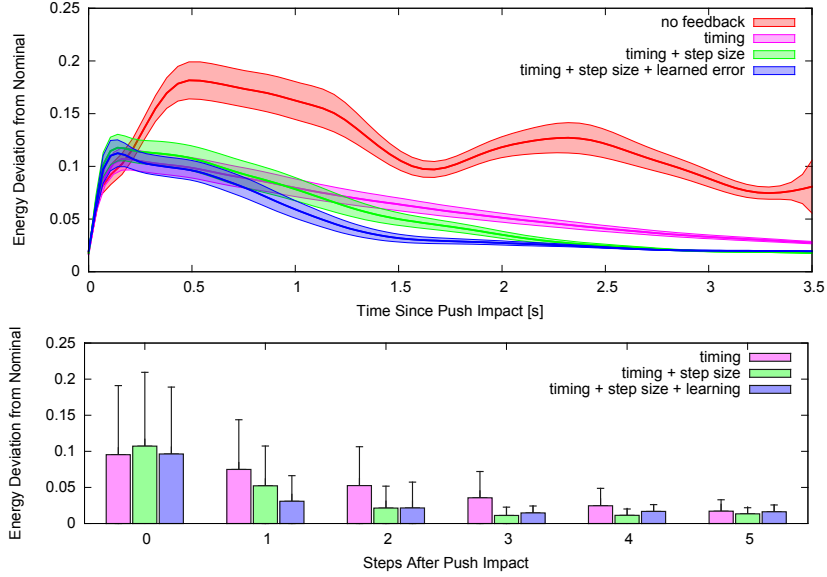 Energy Deviation from Nominal
0.25
0.2
0.15
0.1
0.05
0
no feedback
timing
timing + step size
timing + step size + learned error
0 0.5 1 1.5 2 2.5 3 3.5
Time Since Push Impact [s]
Energy Deviation from Nominal
0.25
0.2
0.15
0.1
0.05
0
timing
timing + step size
timing + step size + learning
0 1 2 3 4 5
Steps After Push Impact